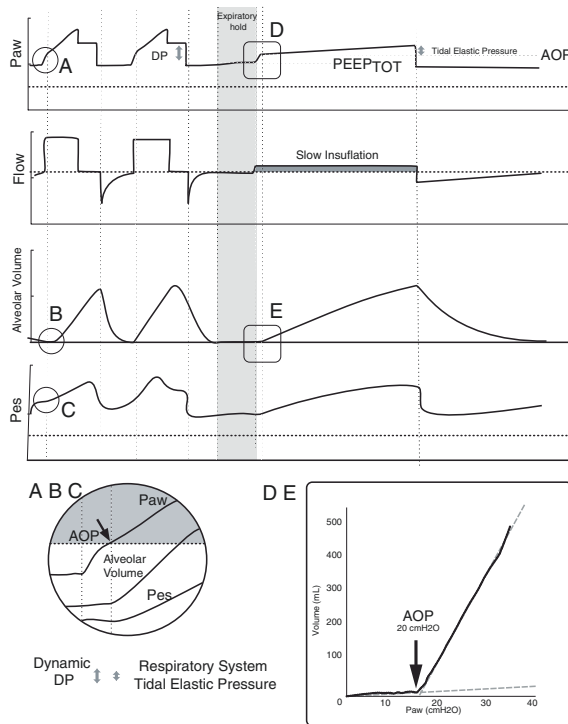 Expiratory
hold
D
Paw
A
DP
PEEPTOT
Tidal Elastic Pressure
AOP
Flow
Slow Insuflation
Alveolar Volume
B
E
Pes
C
A B C
AOP
Paw
Alveolar
Volume
Pes
Dynamic
DP
Respiratory System
Tidal Elastic Pressure
D E
Volume (mL)
500
400
300
200
100
0
AOP
20 cmH2O
0 10 20 30 40
Paw (cmH2O)